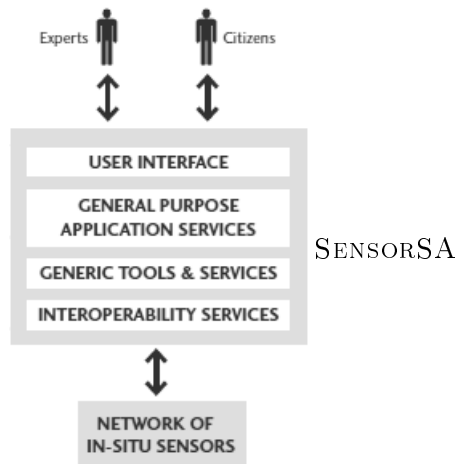 Experts
Citizens
USER INTERFACE
GENERAL PURPOSE
APPLICATION SERVICES
SENSORSA
GENERIC TOOLS & SERVICES
INTEROPERABILITY SERVICES
NETWORK OF
IN-SITU SENSORS